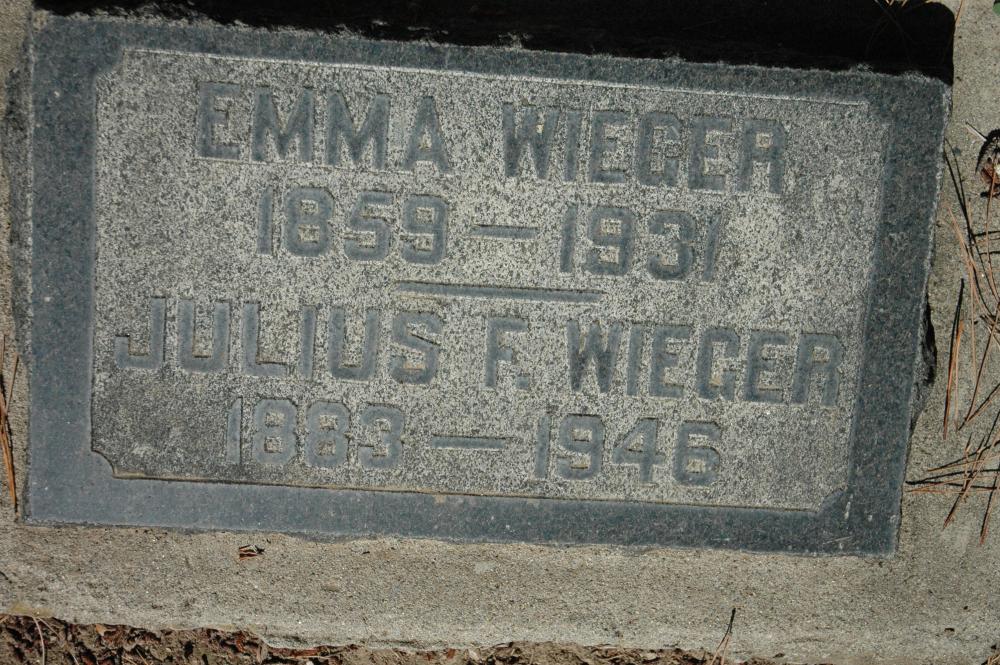 EMMA WIEGER
1859 — 1931
JULIUS F. WIEGER
1883 — 1946